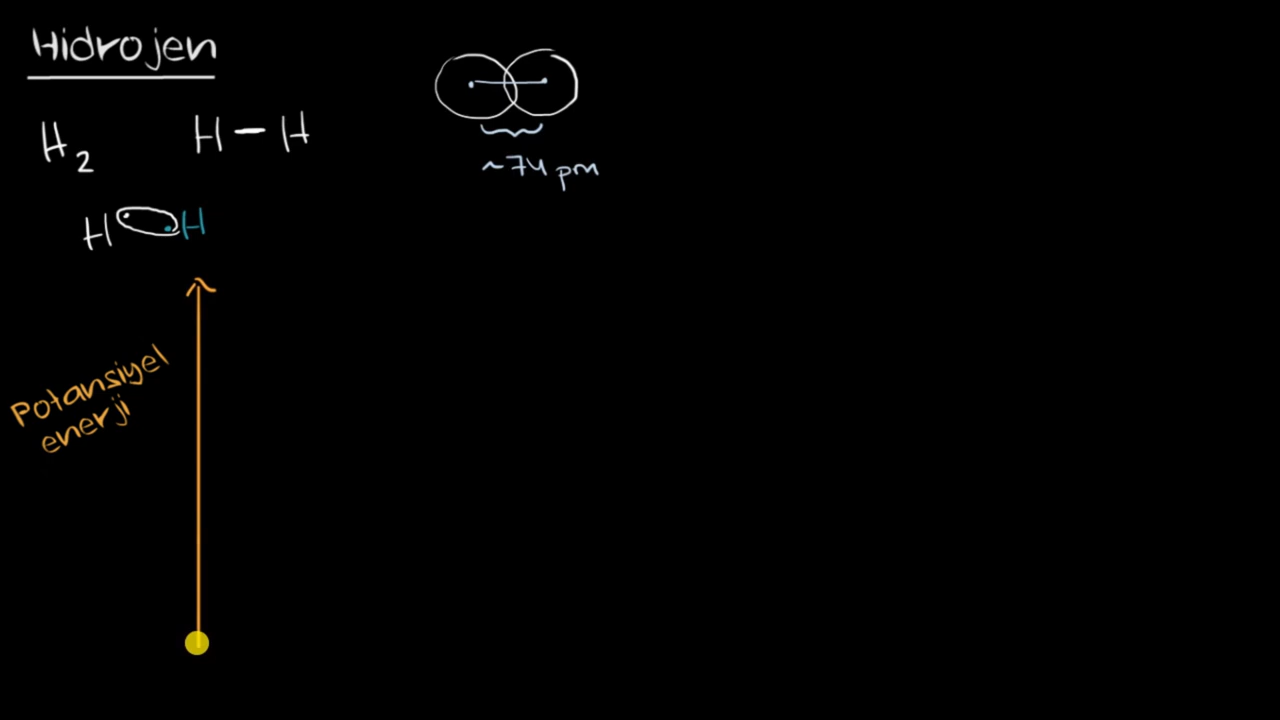 Hidrojen
H2 H-H
~74 pm
H H
Potansiyel
enerji